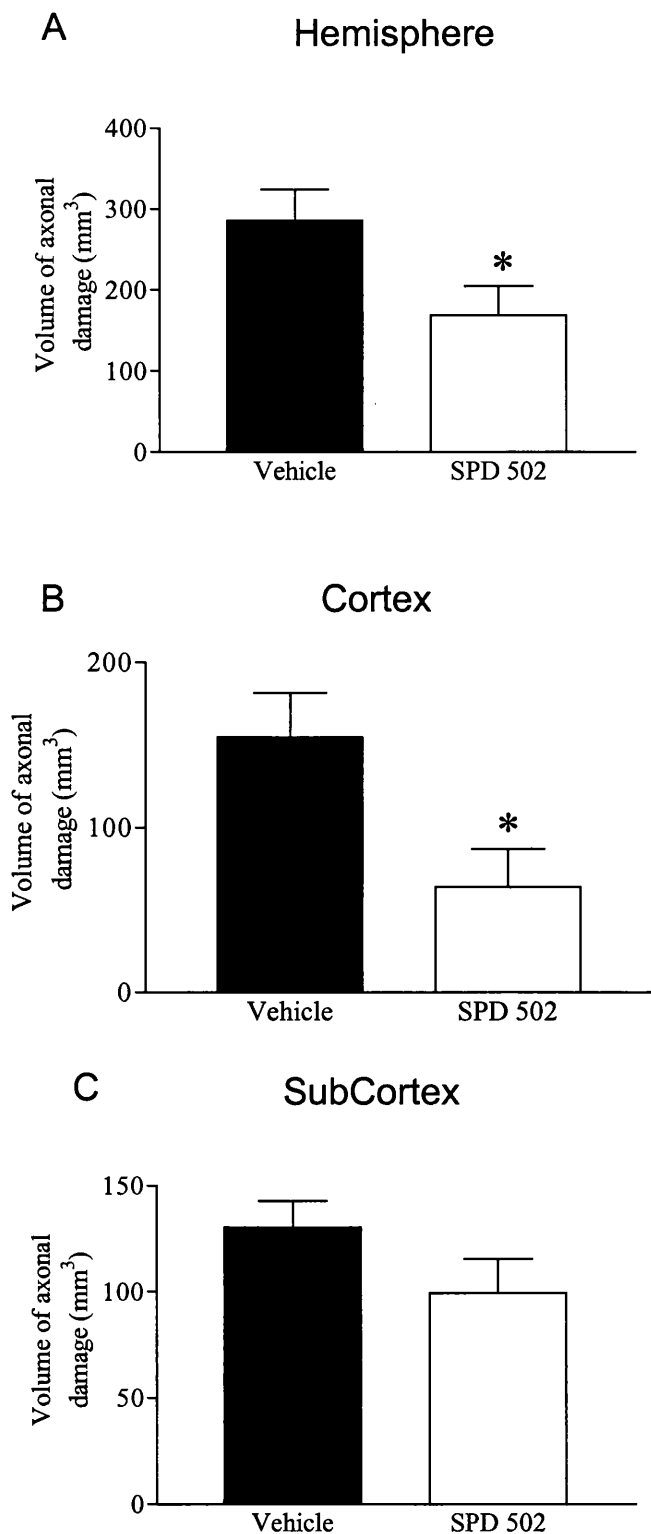 A
Hemisphere
Volume of axonal
damage (mm³)
400
300
200
100
0
*
Vehicle
SPD 502
B
Cortex
Volume of axonal
damage (mm³)
200
100
0
*
Vehicle
SPD 502
C
SubCortex
Volume of axonal
damage (mm³)
150
100
50
0
Vehicle
SPD 502